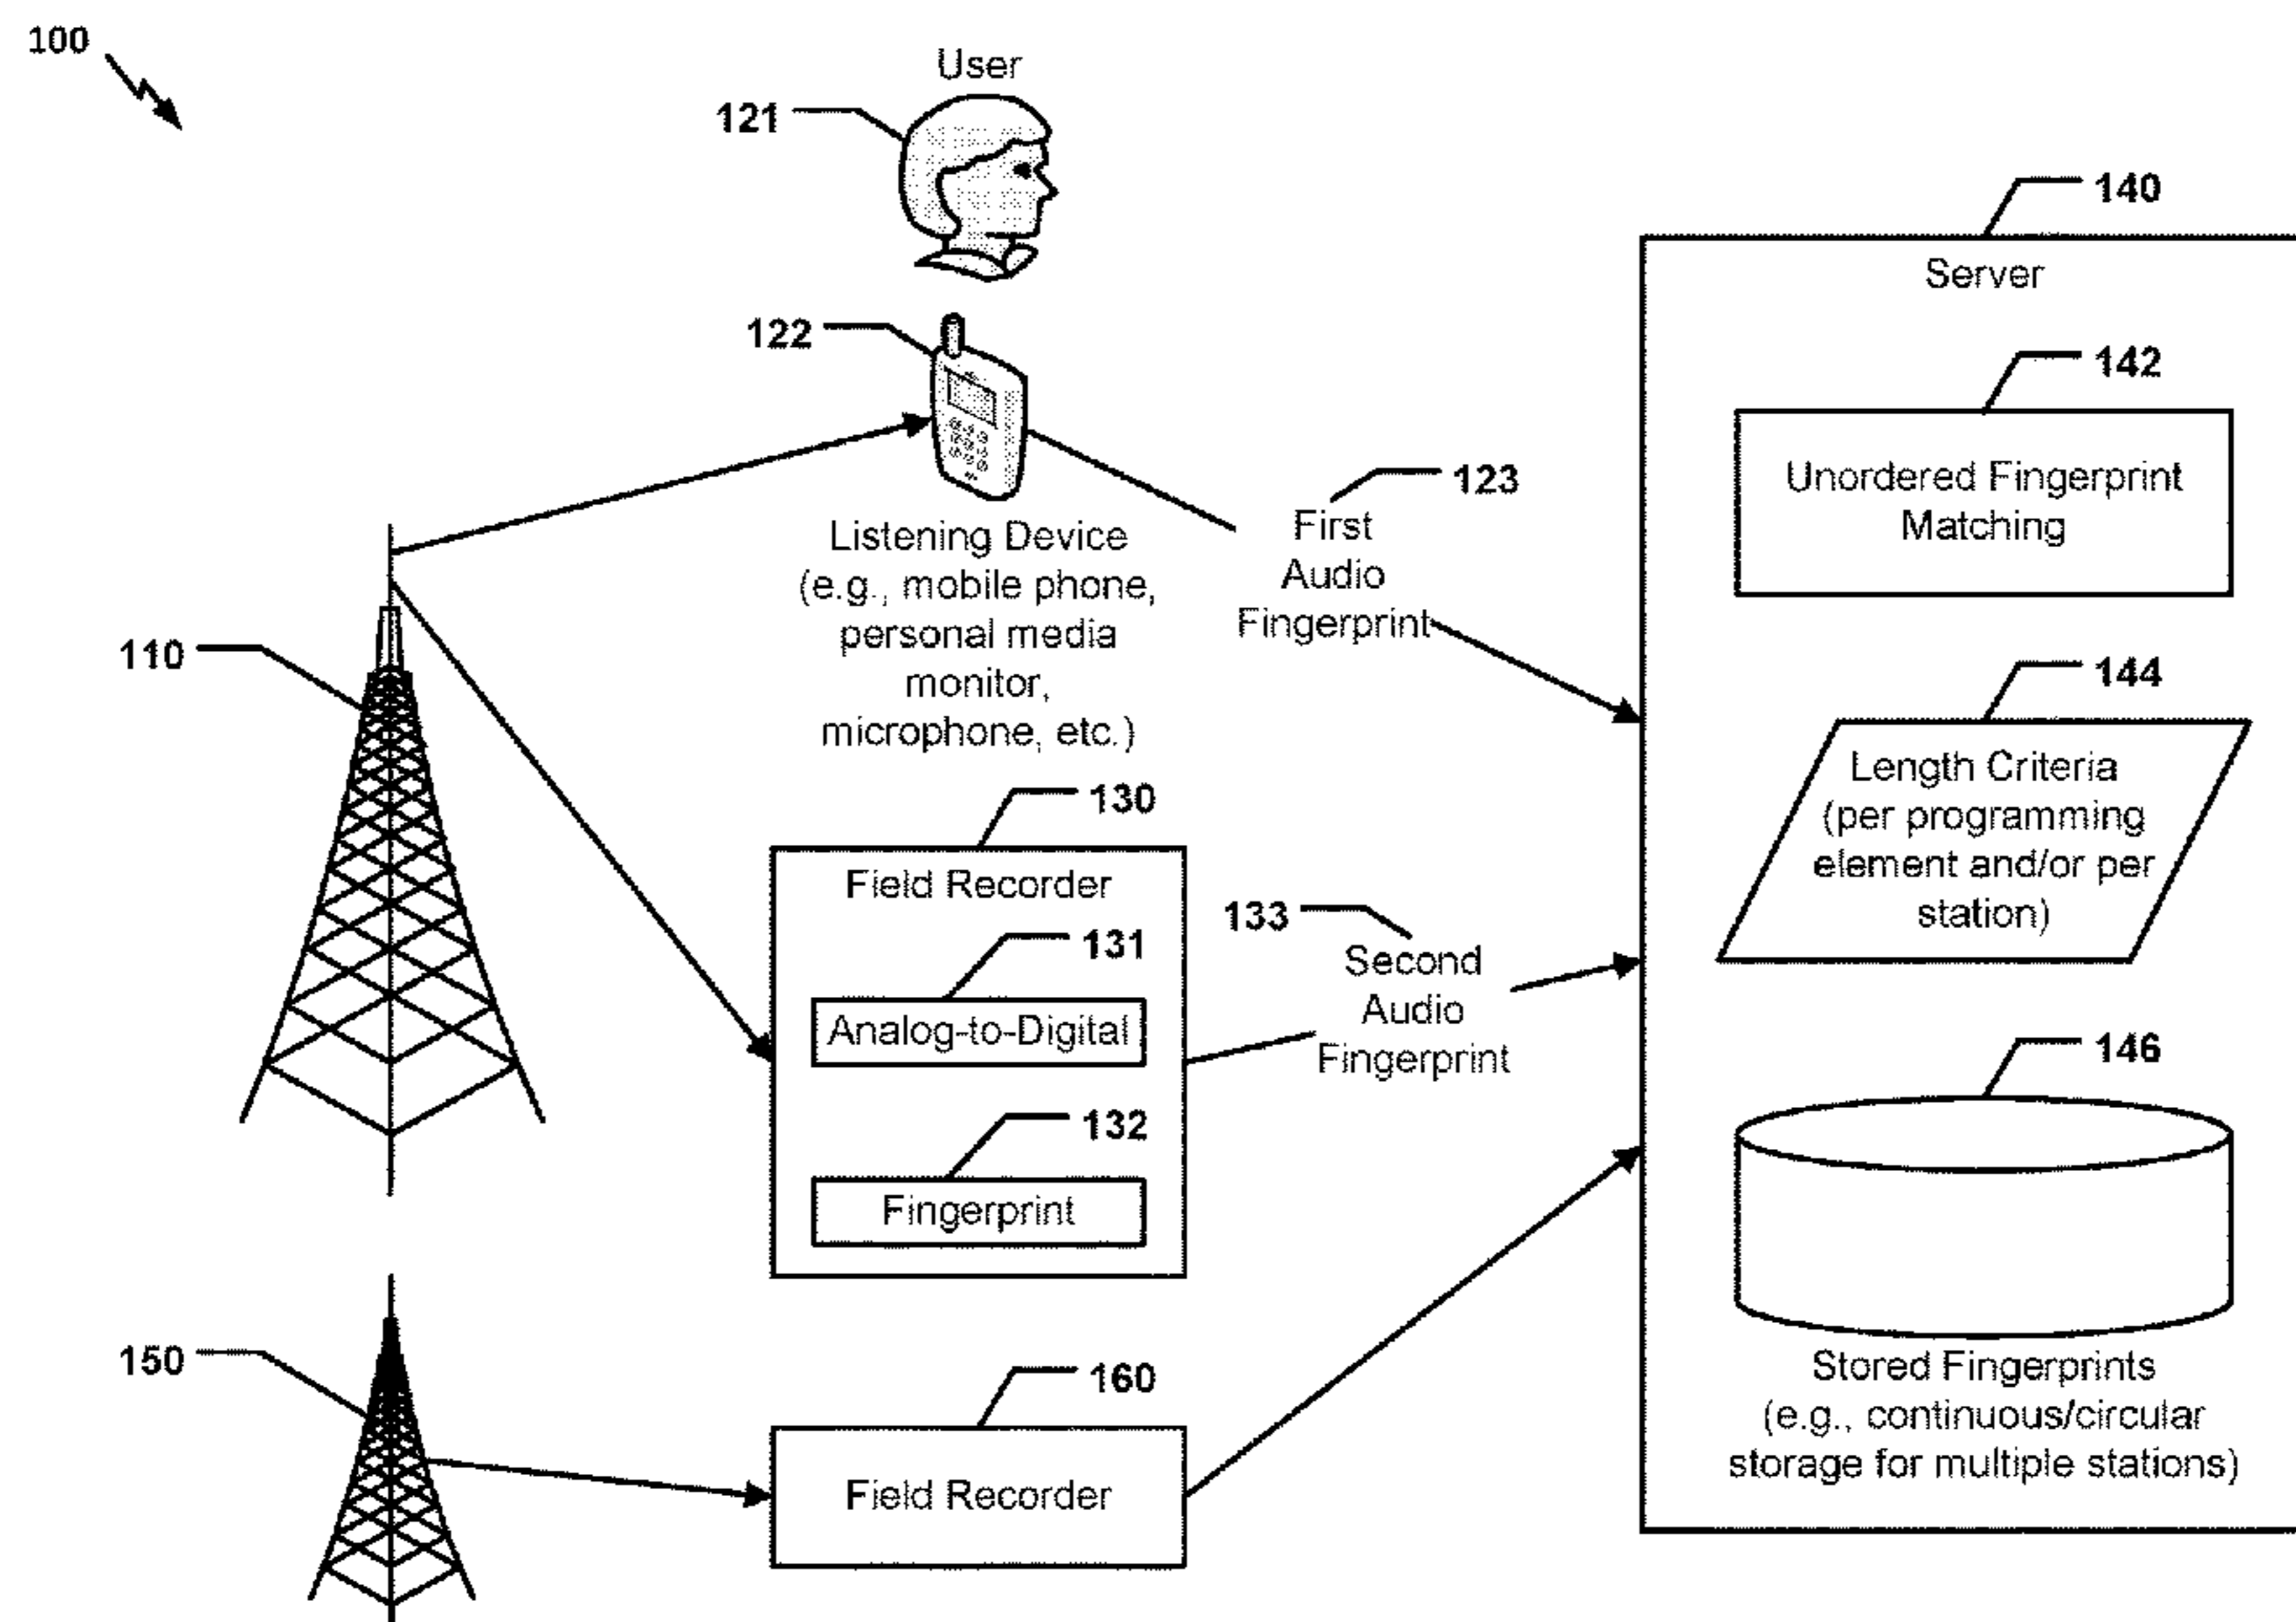 100
User
121
122
Listening Device
(e.g., mobile phone,
personal media
monitor,
microphone, etc.)
123
First
Audio
Fingerprint
110
130
Field Recorder
131
Analog-to-Digital
132
Fingerprint
133
Second
Audio
Fingerprint
150
160
Field Recorder
140
Server
142
Unordered Fingerprint
Matching
144
Length Criteria
(per programming
element and/or per
station)
146
Stored Fingerprints
(e.g., continuous/circular
storage for multiple stations)